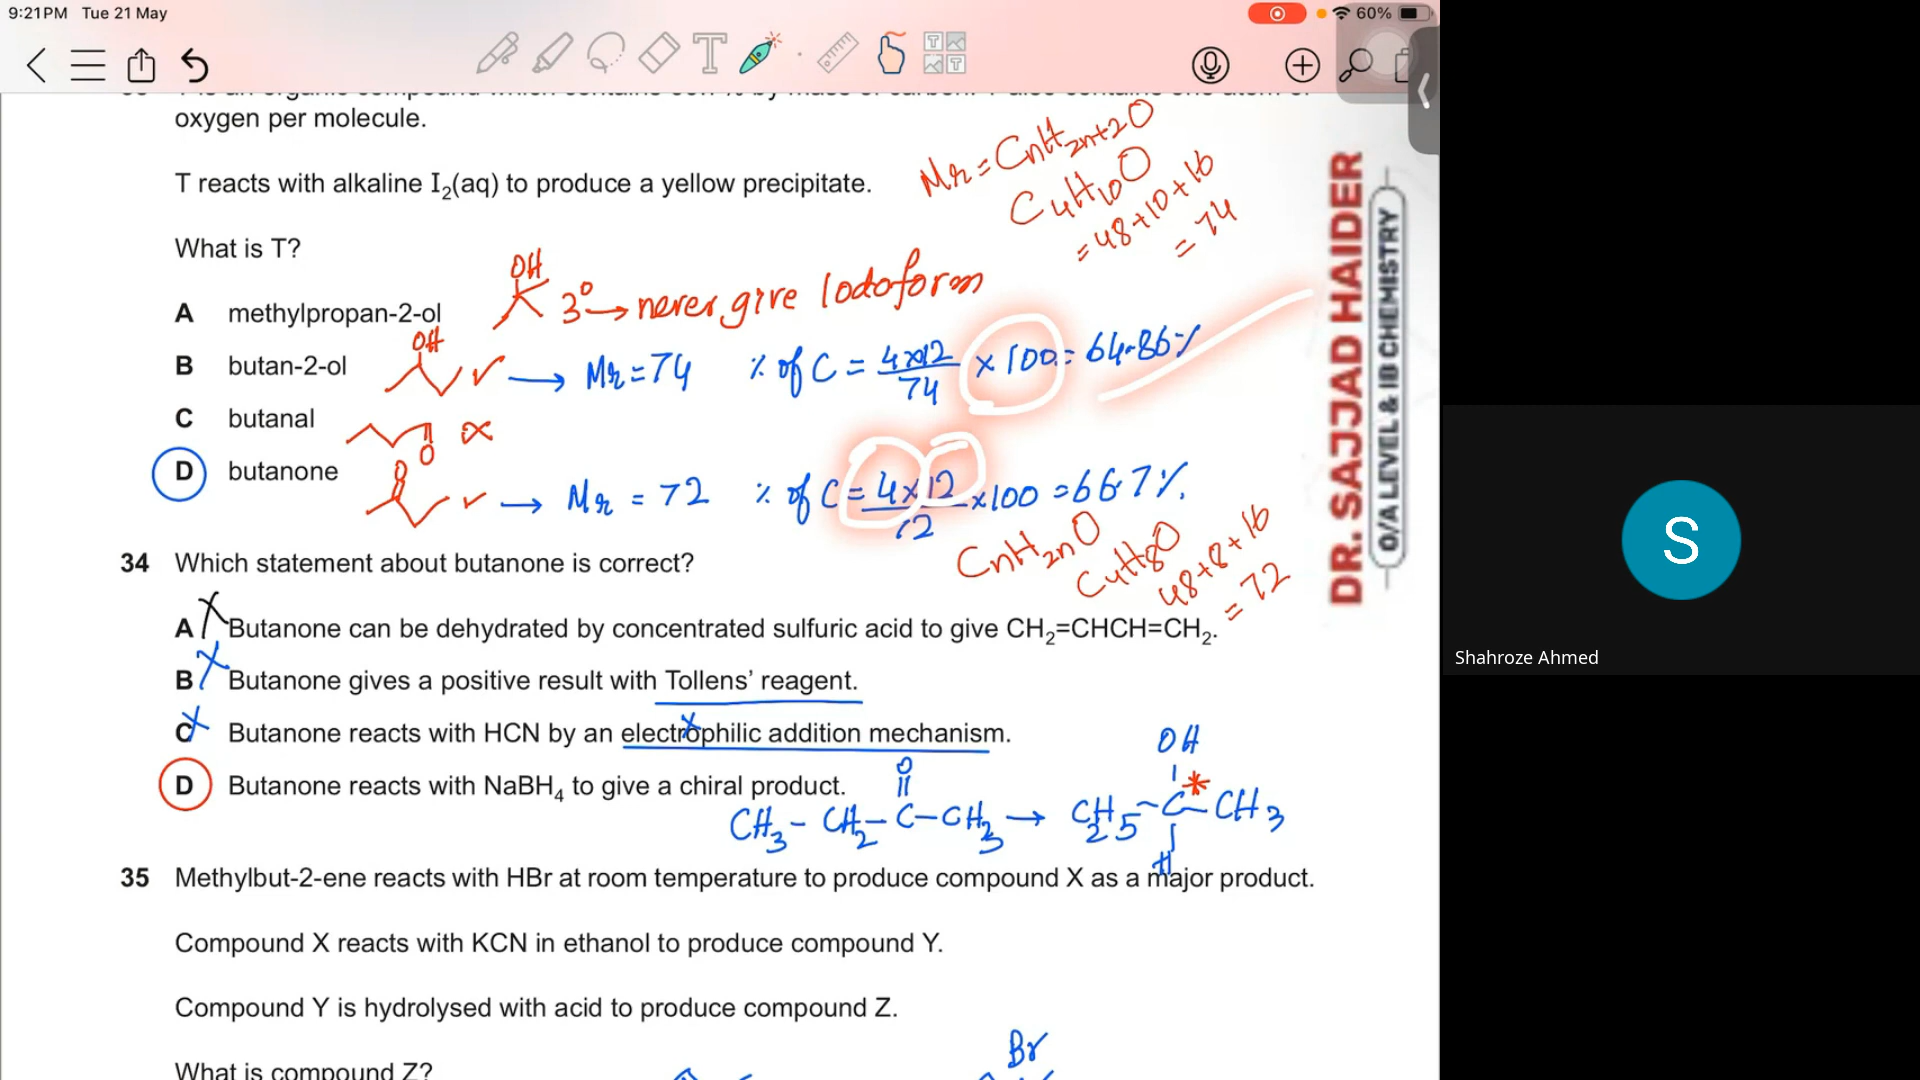 9:21PM Tue 21 May
60%
oxygen per molecule.
Mr = CnH2n+2O
C4H10O
= 48+10+16
= 74
T reacts with alkaline I2(aq) to produce a yellow precipitate.
What is T?
OH
3° → never give Iodoform
A methylpropan-2-ol
OH
B butan-2-ol
✓ → Mr = 74 % of C = 4x12/74 x 100 = 64.86%
C butanal
O
O
D butanone
✓ → Mr = 72 % of C = 4x12/72 x100 = 66.7%
CnH2nO
C4H8O
48+8+16
= 72
34 Which statement about butanone is correct?
A Butanone can be dehydrated by concentrated sulfuric acid to give CH2=CHCH=CH2.
B Butanone gives a positive result with Tollens’ reagent.
C Butanone reacts with HCN by an electrophilic addition mechanism.
D Butanone reacts with NaBH4 to give a chiral product.
O
CH3 - CH2 - C - CH3 → C2H5 - C* - CH3
OH
H
35 Methylbut-2-ene reacts with HBr at room temperature to produce compound X as a major product.
Compound X reacts with KCN in ethanol to produce compound Y.
Compound Y is hydrolysed with acid to produce compound Z.
Br
What is compound Z?
DR. SAJJAD HAIDER
O/A LEVEL & IB CHEMISTRY
S
Shahroze Ahmed